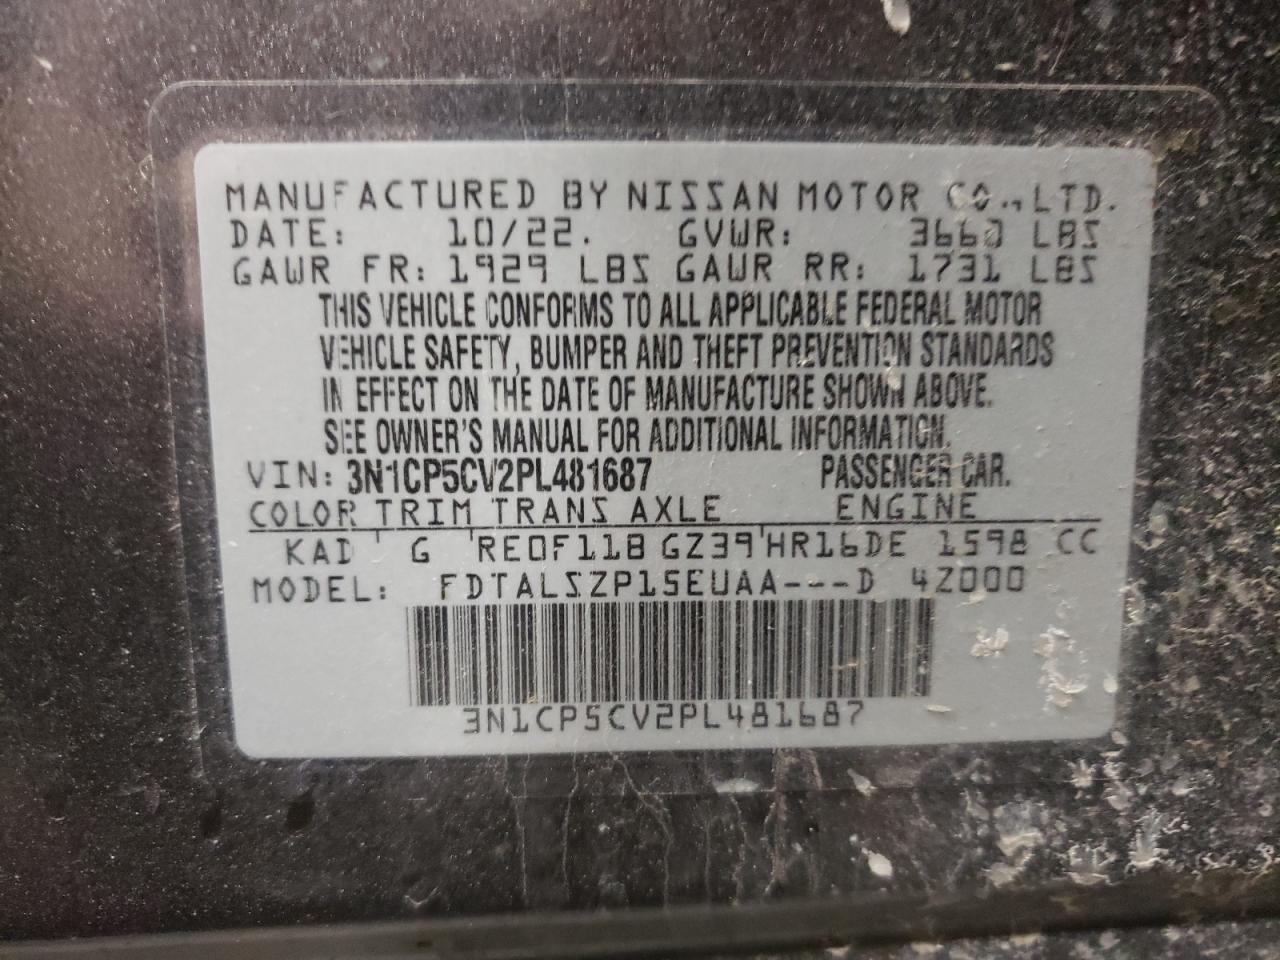 MANUFACTURED BY NISSAN MOTOR CO., LTD.
DATE: 10/22. GVWR: 3660 LBS
GAWR FR: 1929 LBS GAWR RR: 1731 LBS
THIS VEHICLE CONFORMS TO ALL APPLICABLE FEDERAL MOTOR
VEHICLE SAFETY, BUMPER AND THEFT PREVENTION STANDARDS
IN EFFECT ON THE DATE OF MANUFACTURE SHOWN ABOVE.
SEE OWNER'S MANUAL FOR ADDITIONAL INFORMATION.
VIN: 3N1CP5CV2PL481687 PASSENGER CAR.
COLOR TRIM TRANS AXLE ENGINE
KAD ' G 'RE0F11B GZ39'HR16DE 1598 CC
MODEL: FDTALSZP15EUAA---D 4Z000
3N1CP5CV2PL481687